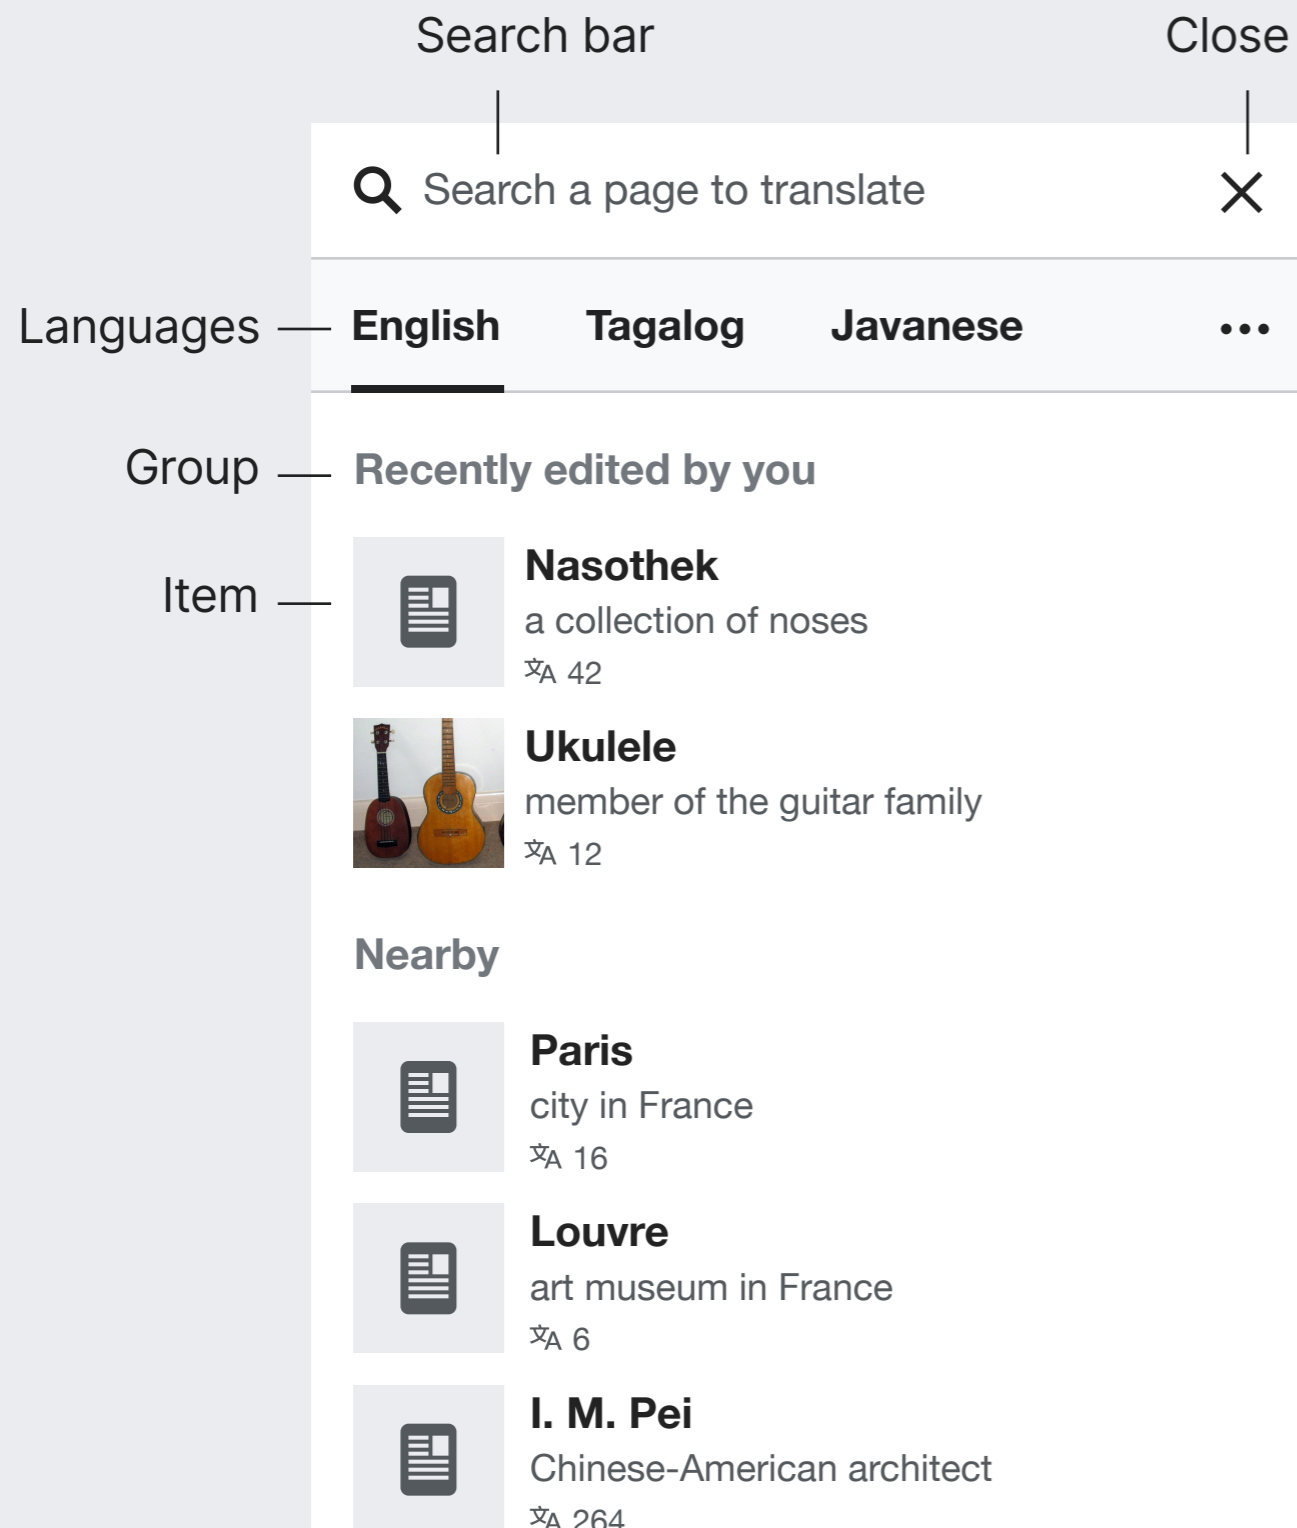 Search bar
Close
Search a page to translate
Languages
English Tagalog Javanese
Group
Recently edited by you
Item
Nasothek
a collection of noses
文A 42
Ukulele
member of the guitar family
文A 12
Nearby
Paris
city in France
文A 16
Louvre
art museum in France
文A 6
I. M. Pei
Chinese-American architect
文A 264